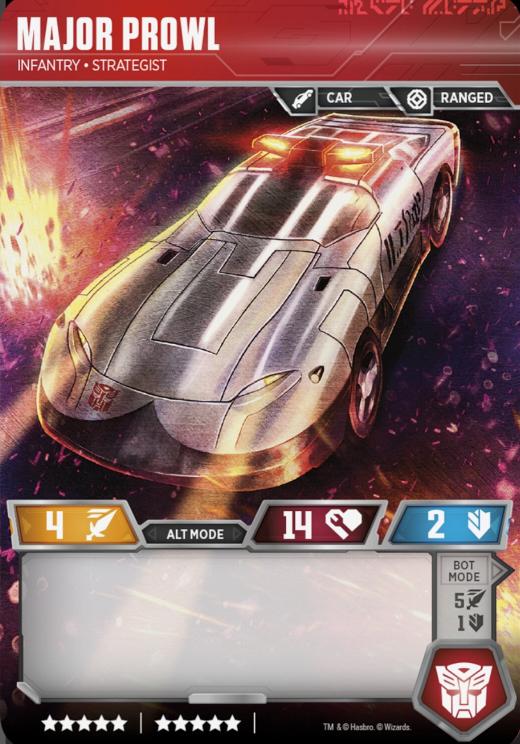 MAJOR PROWL
INFANTRY • STRATEGIST
CAR
RANGED
4
ALT MODE
14
2
BOT
MODE
5
1
TM & © Hasbro. © Wizards.